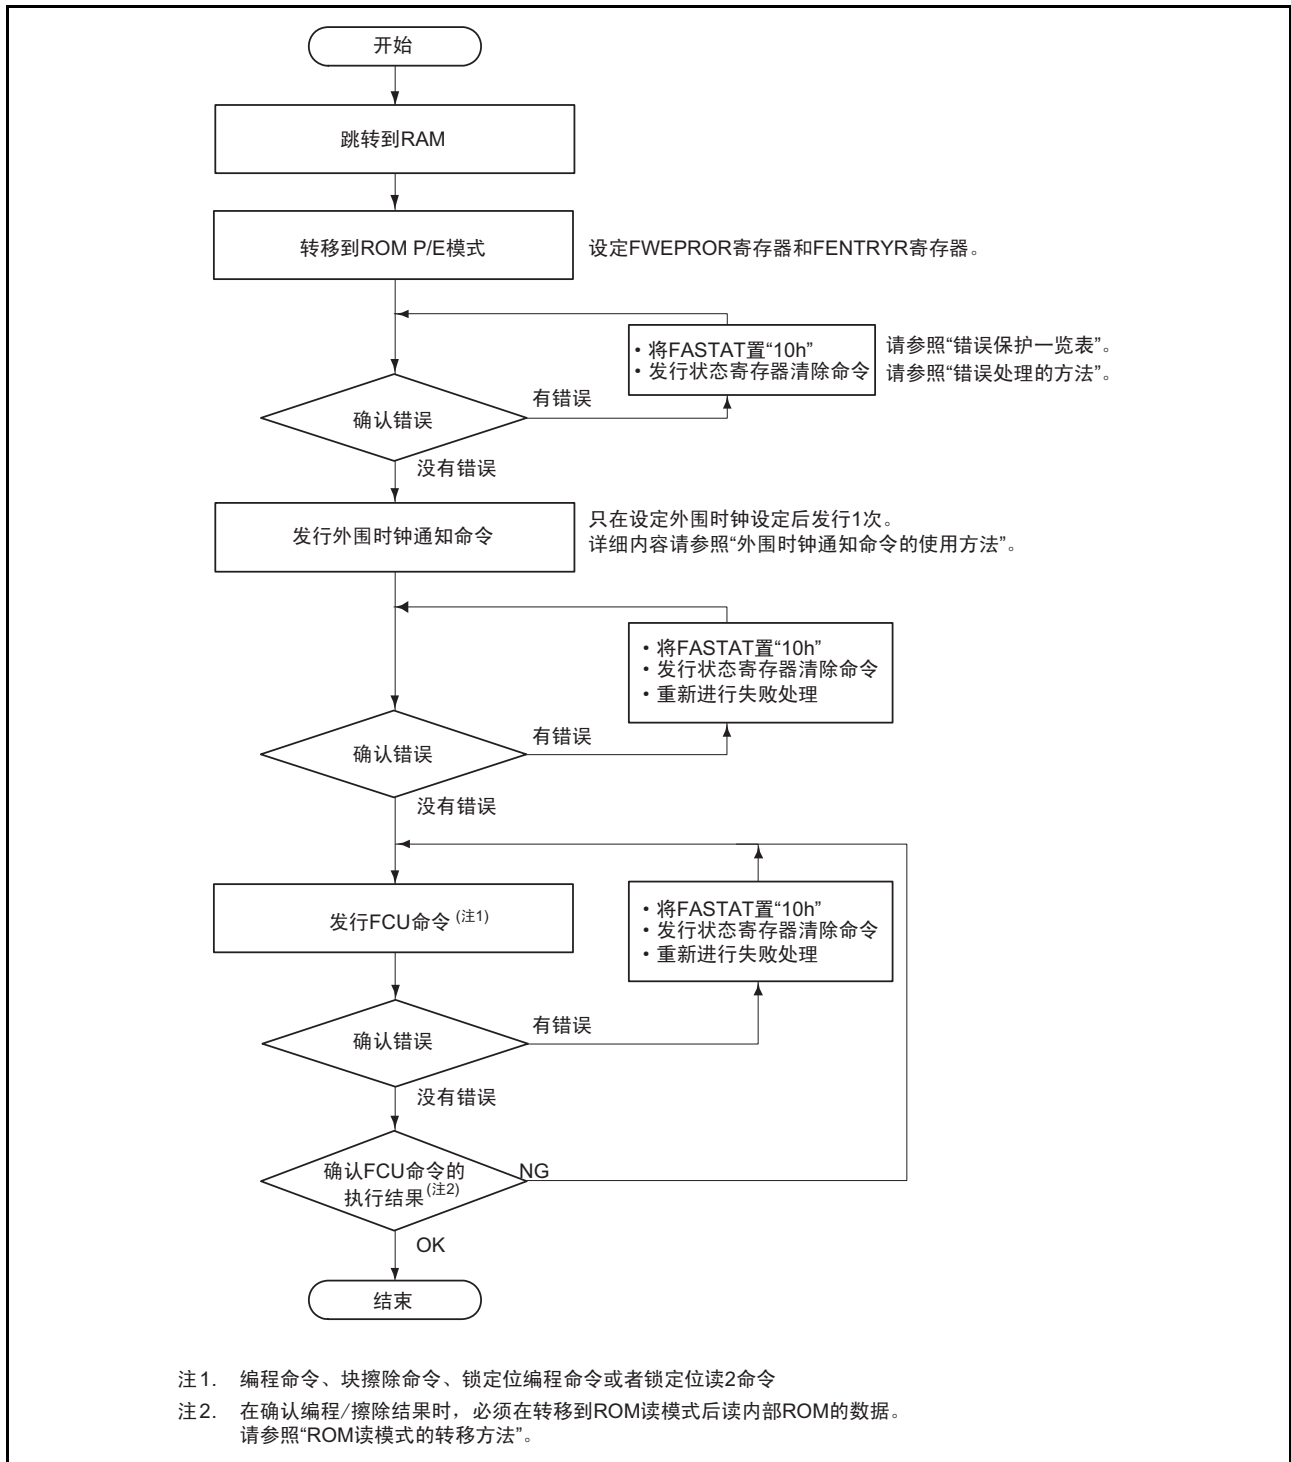 开始
跳转到RAM
转移到ROM P/E模式
设定FWEPROR寄存器和FENTRYR寄存器。
• 将FASTAT置“10h”
• 发行状态寄存器清除命令
请参照“错误保护一览表”。
请参照“错误处理的方法”。
确认错误
有错误
没有错误
发行外围时钟通知命令
只在设定外围时钟设定后发行1次。
详细内容请参照“外围时钟通知命令的使用方法”。
• 将FASTAT置“10h”
• 发行状态寄存器清除命令
• 重新进行失败处理
确认错误
有错误
没有错误
发行FCU命令 (注1)
• 将FASTAT置“10h”
• 发行状态寄存器清除命令
• 重新进行失败处理
确认错误
有错误
没有错误
确认FCU命令的
执行结果(注2)
NG
OK
结束
注1. 编程命令、块擦除命令、锁定位编程命令或者锁定位读2命令
注2. 在确认编程/擦除结果时，必须在转移到ROM读模式后读内部ROM的数据。
请参照“ROM读模式的转移方法”。